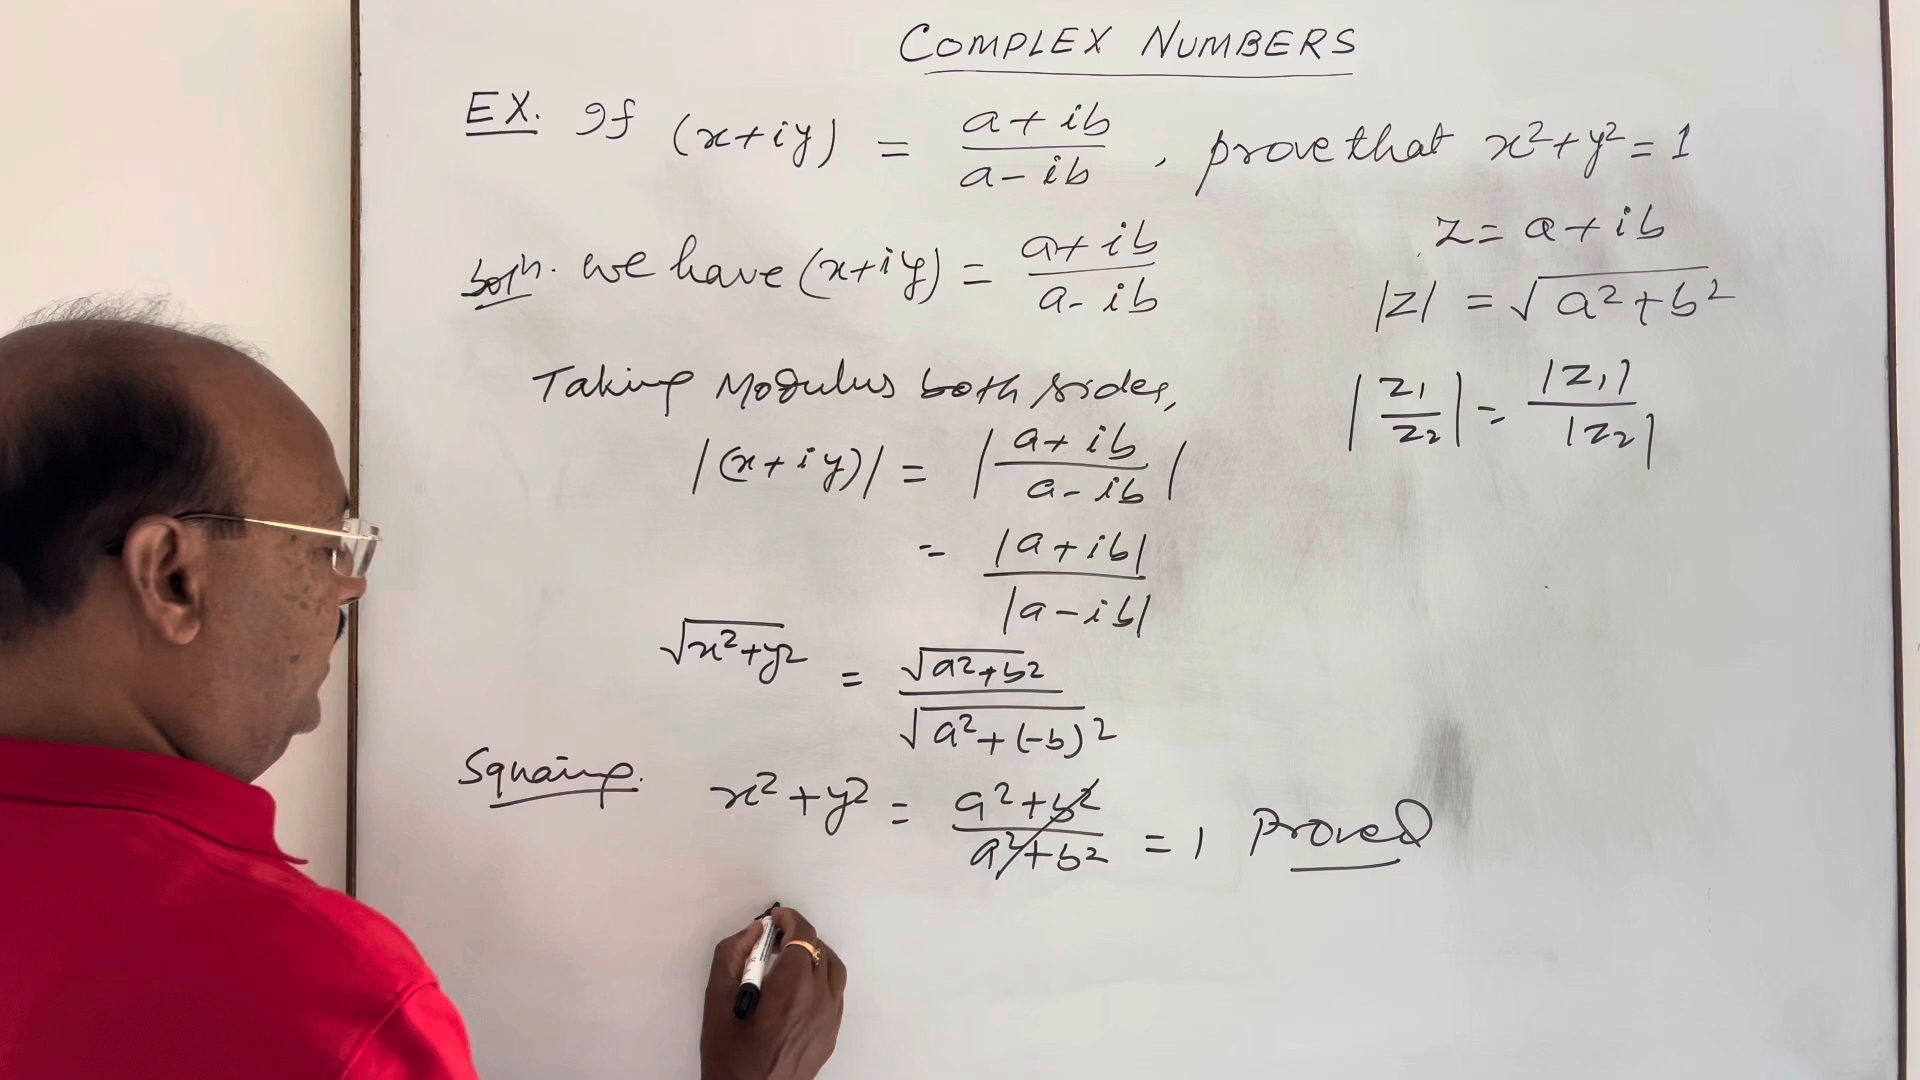 COMPLEX NUMBERS
EX. If (x+iy) = a+ib / a-ib , prove that x²+y²=1
Soln. we have (x+iy) = a+ib / a-ib
z = a+ib
|z| = √a²+b²
|z₁/z₂| = |z₁| / |z₂|
Taking Modulus both sides,
|(x+iy)| = |a+ib / a-ib|
= |a+ib| / |a-ib|
√x²+y² = √a²+b² / √a²+(-b)²
Squaring. x²+y² = a²+b² / a²+b² = 1 Proved